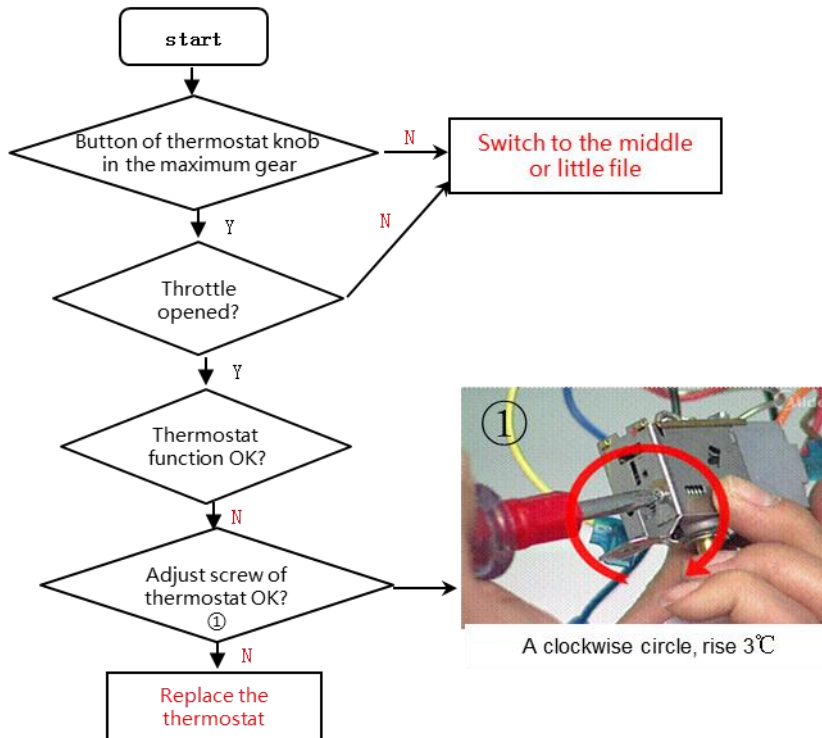 start
Button of thermostat knob
in the maximum gear
N
Switch to the middle
or little file
Y
N
Throttle
opened?
Y
Thermostat
function OK?
①
N
Adjust screw of
thermostat OK?
①
N
A clockwise circle, rise 3℃
Replace the
thermostat